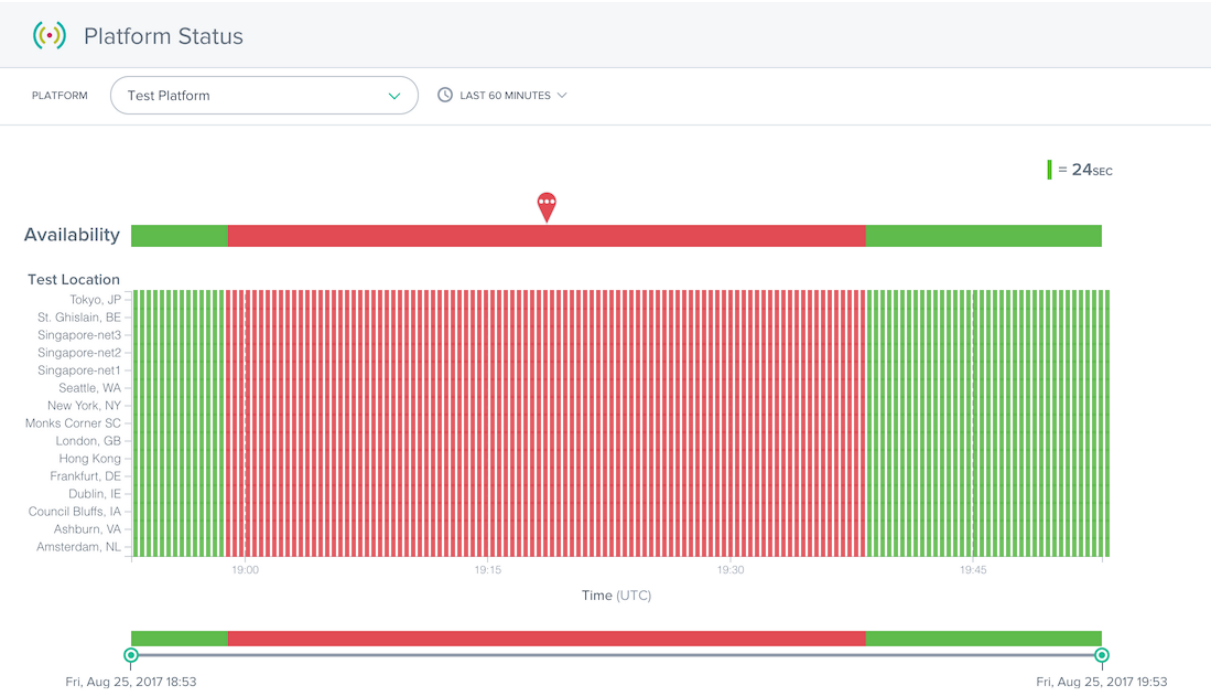 Platform Status
PLATFORM
Test Platform
LAST 60 MINUTES
= 24SEC
Availability
Test Location
Tokyo, JP
St. Ghislain, BE
Singapore-net3
Singapore-net2
Singapore-net1
Seattle, WA
New York, NY
Monks Corner SC
London, GB
Hong Kong
Frankfurt, DE
Dublin, IE
Council Bluffs, IA
Ashburn, VA
Amsterdam, NL
19:00 19:15 19:30 19:45
Time (UTC)
Fri, Aug 25, 2017 18:53
Fri, Aug 25, 2017 19:53